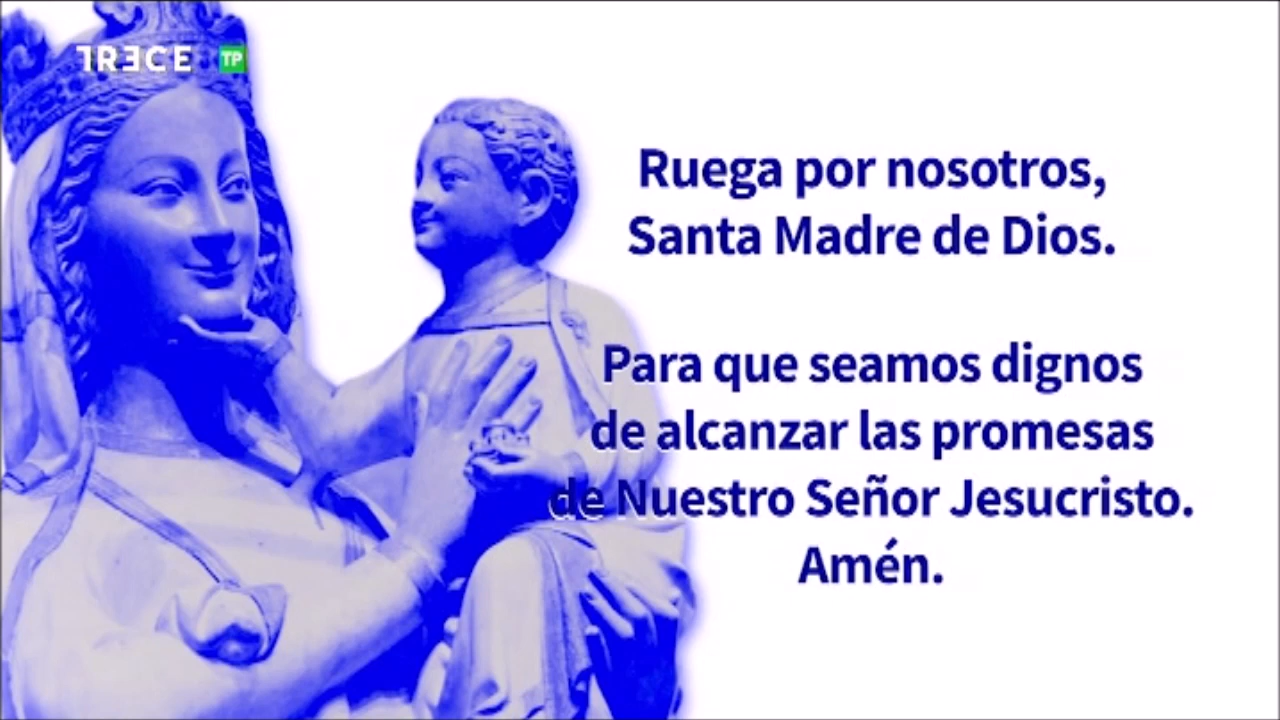 TRECE TP
Ruega por nosotros,
Santa Madre de Dios.
Para que seamos dignos
de alcanzar las promesas
de Nuestro Señor Jesucristo.
Amén.